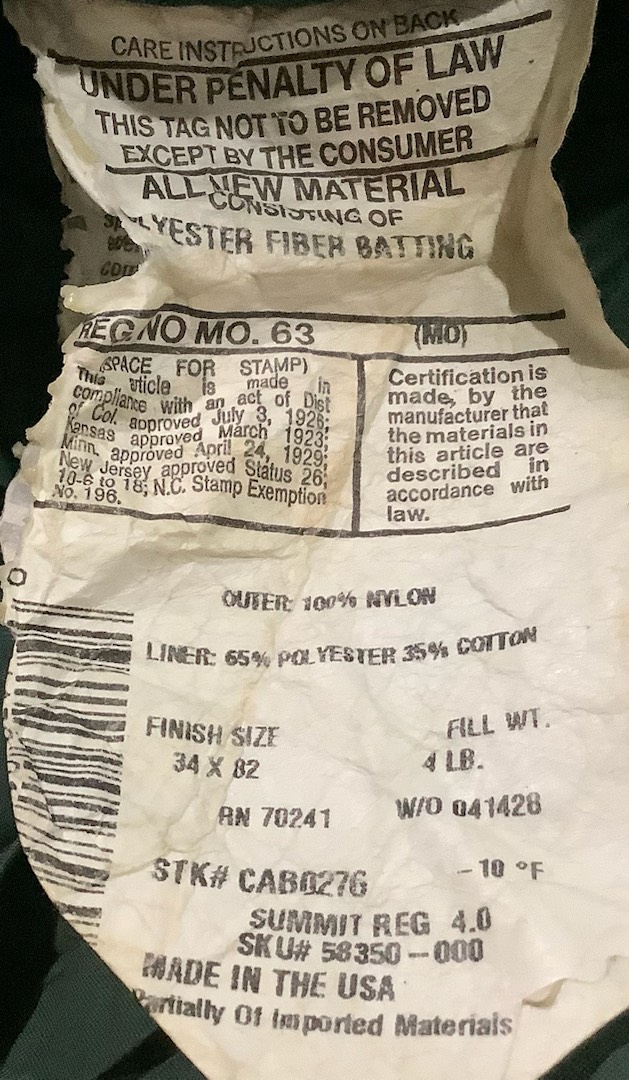 CARE INSTRUCTIONS ON BACK
UNDER PENALTY OF LAW
THIS TAG NOT TO BE REMOVED
EXCEPT BY THE CONSUMER
ALL NEW MATERIAL
CONSISTING OF
POLYESTER FIBER BATTING
REG NO MO. 63 (MO)
(SPACE FOR STAMP)
This article is made in
compliance with an act of Dist
of Col. approved July 3, 1926;
Kansas approved March 1923;
Minn. approved April 24, 1929;
New Jersey approved Status 26;
10-6 to 18; N.C. Stamp Exemption
No. 196.
Certification is
made, by the
manufacturer that
the materials in
this article are
described in
accordance with
law.
0
OUTER: 100% NYLON
LINER: 65% POLYESTER 35% COTTON
FINISH SIZE FILL WT.
34 X 82 4 LB.
RN 70241 W/O 041428
STK# CAB0276 -10 °F
SUMMIT REG 4.0
SKU# 58350-000
MADE IN THE USA
Partially Of Imported Materials